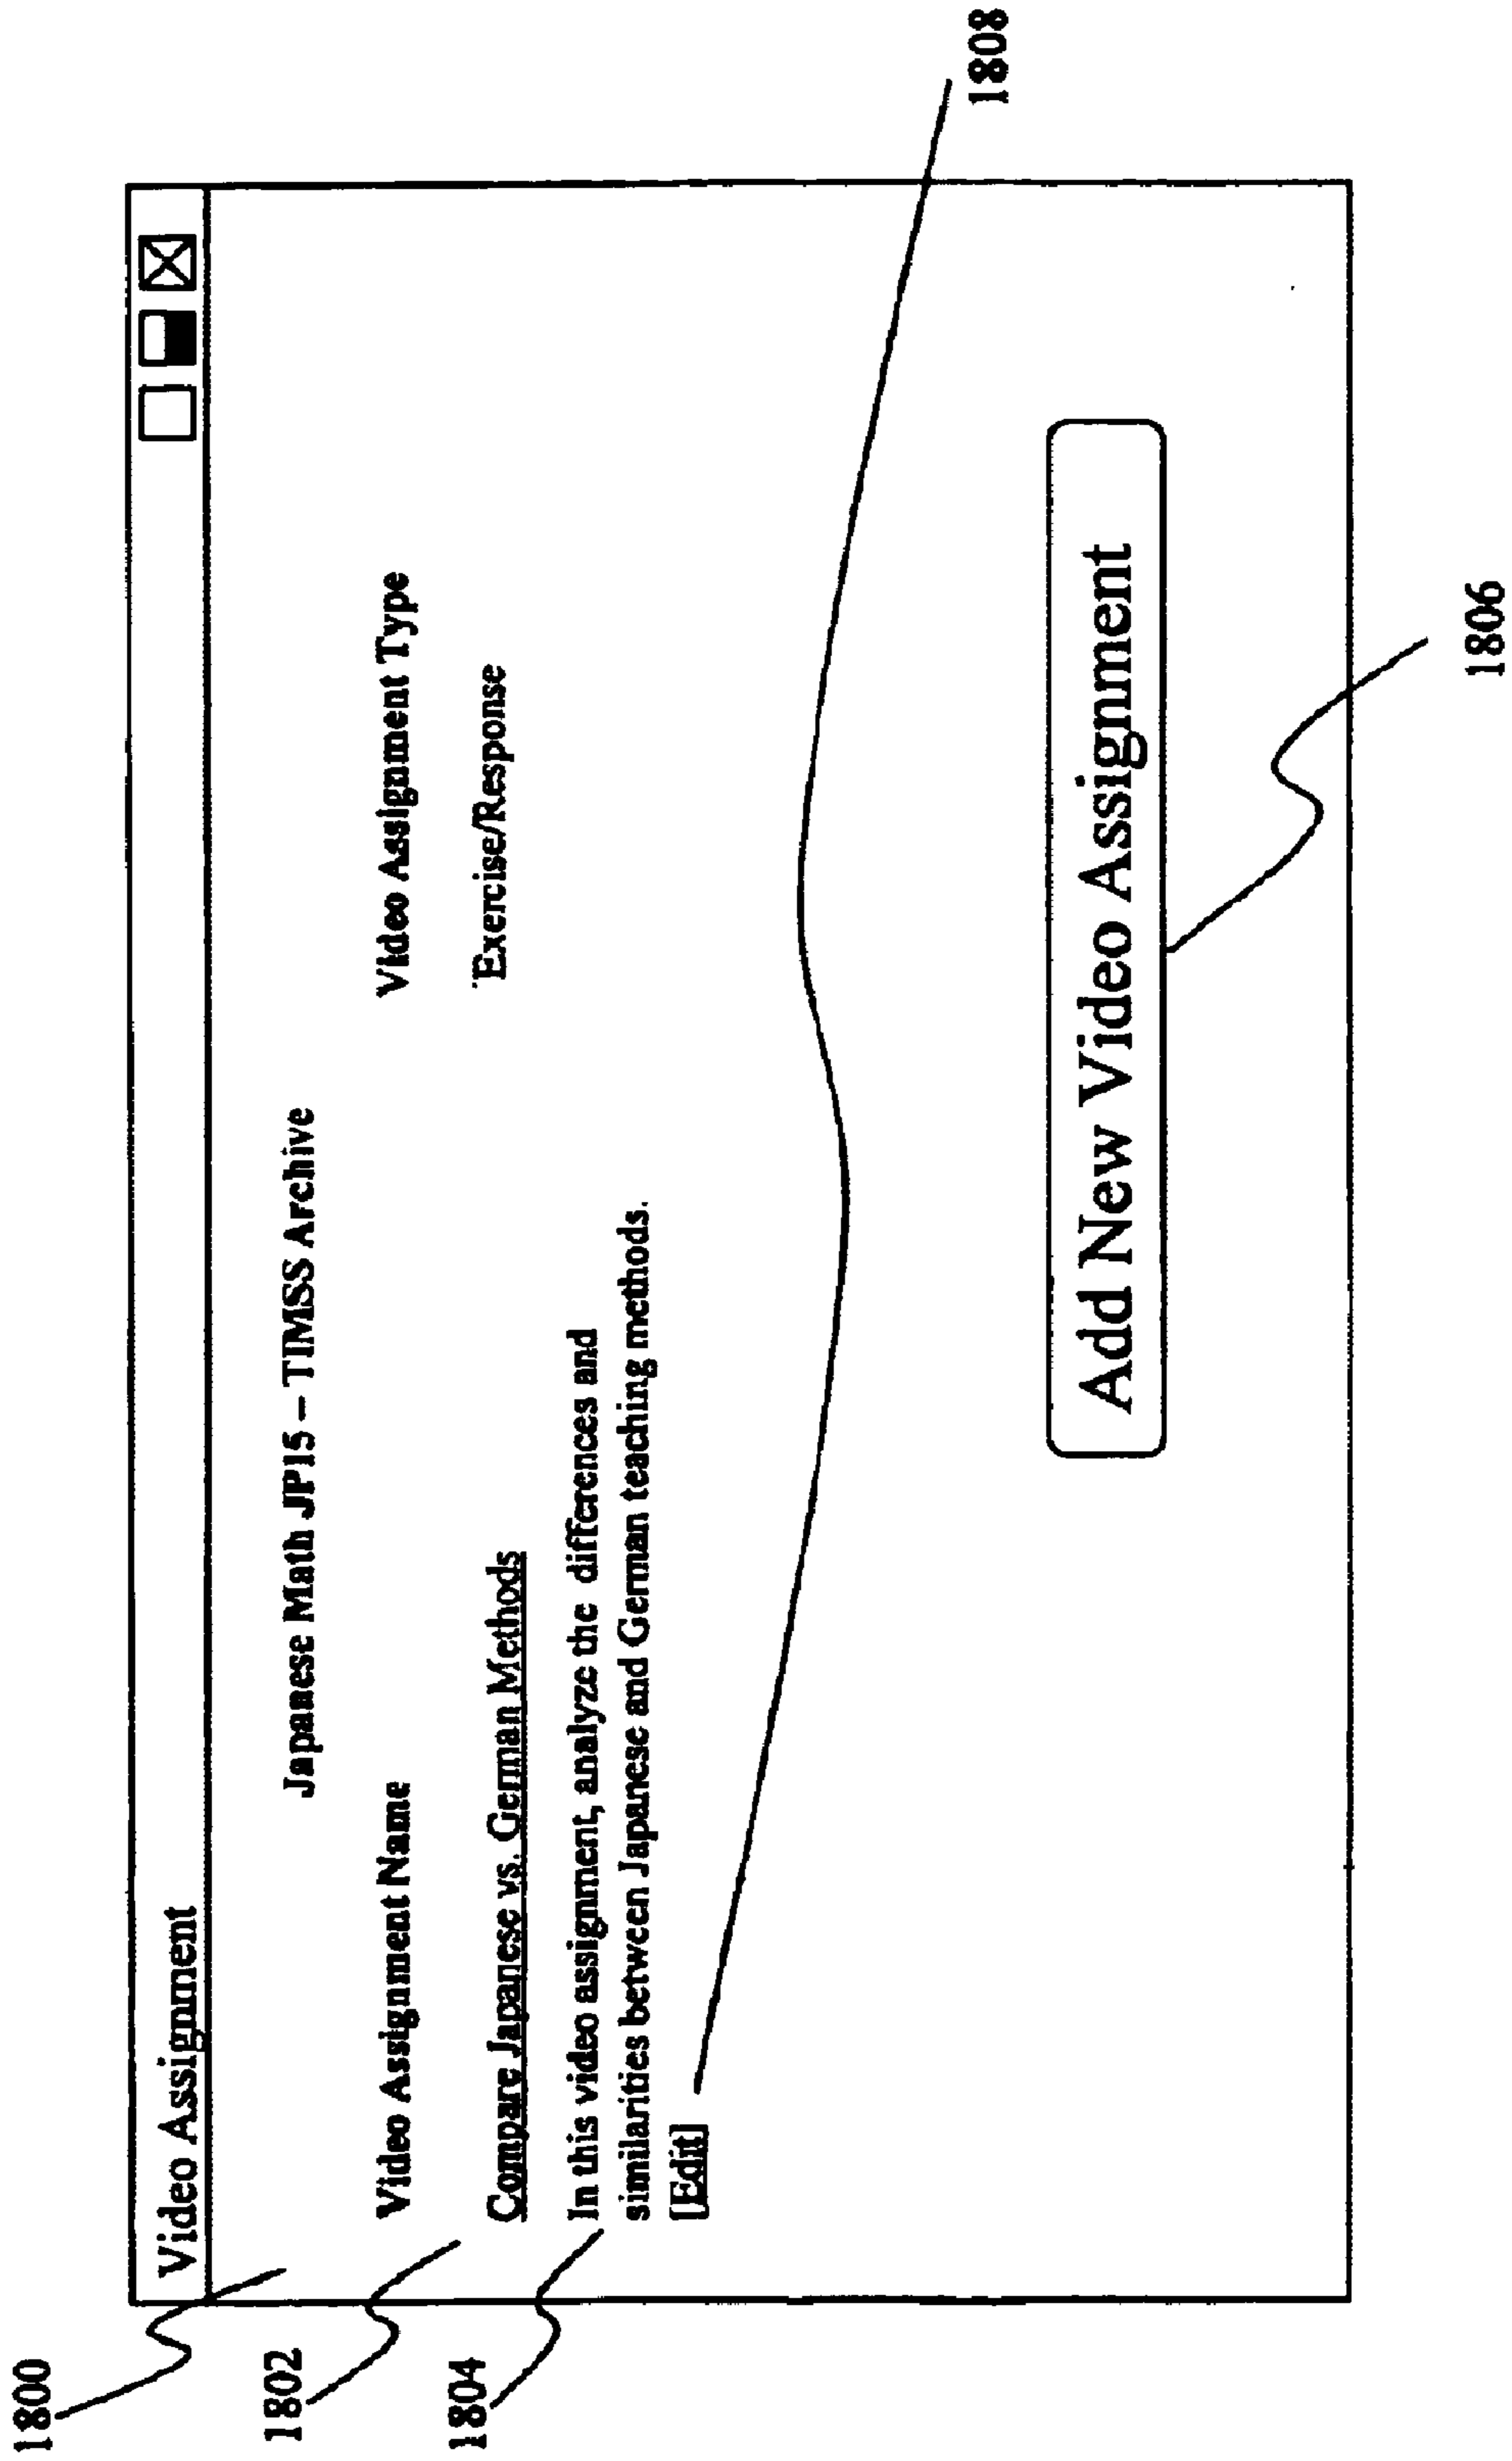 1800
Video Assignment
Japanese Math JP15 – TIMSS Archive
1802
Video Assignment Name
Video Assignment Type
1804
Compare Japanese vs. German Methods
Exercise/Response
In this video assignment, analyze the differences and
similarities between Japanese and German teaching methods.
[Edit]
1808
Add New Video Assignment
1806